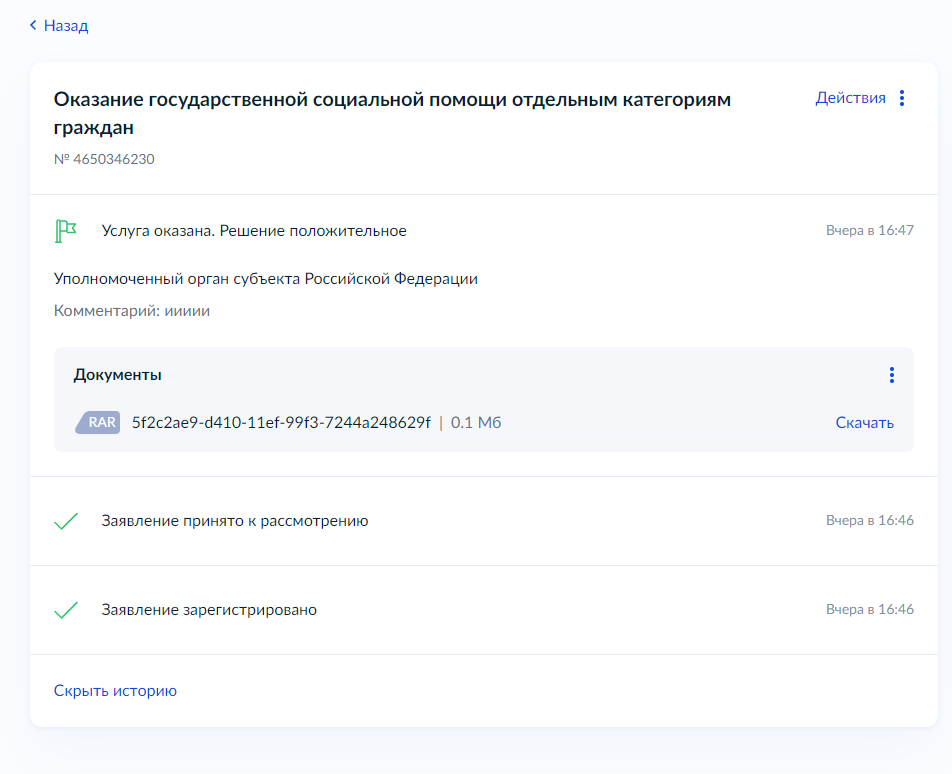 Назад
Оказание государственной социальной помощи отдельным категориям
граждан
Действия
№ 4650346230
Услуга оказана. Решение положительное
Вчера в 16:47
Уполномоченный орган субъекта Российской Федерации
Комментарий: иииии
Документы
RAR 5f2c2ae9-d410-11ef-99f3-7244a248629f | 0.1 Мб
Скачать
Заявление принято к рассмотрению
Вчера в 16:46
Заявление зарегистрировано
Вчера в 16:46
Скрыть историю